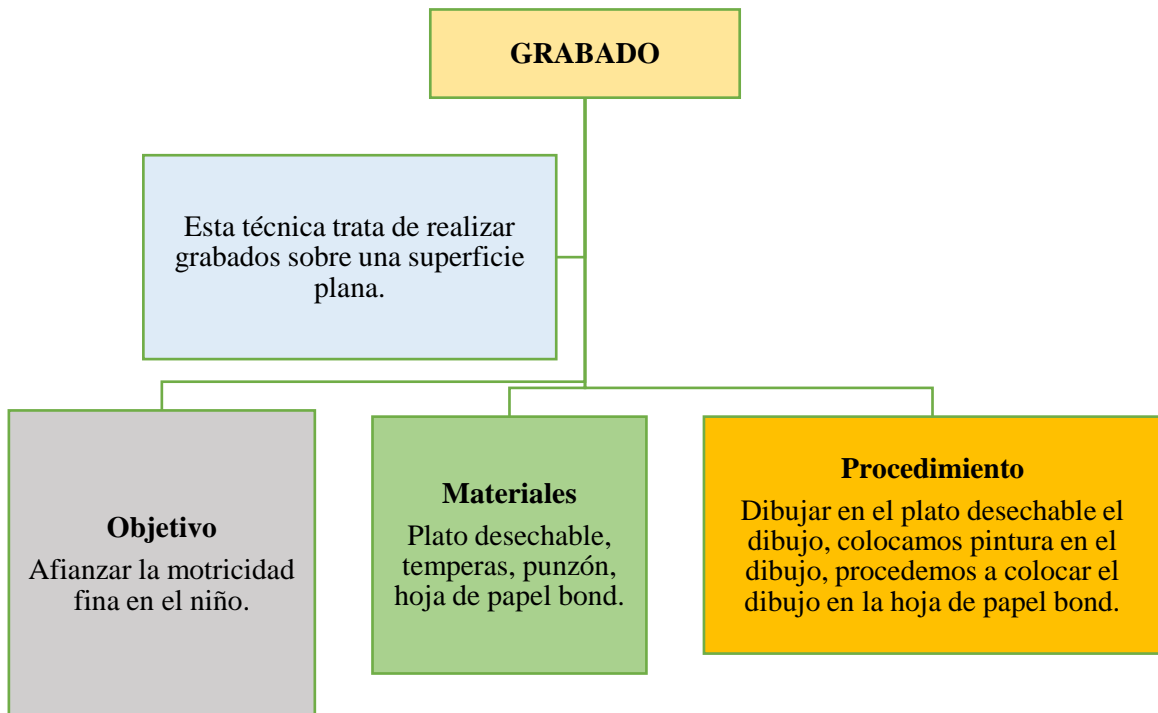 GRABADO
Esta técnica trata de realizar
grabados sobre una superficie
plana.
Objetivo
Afianzar la motricidad
fina en el niño.
Materiales
Plato desechable,
temperas, punzón,
hoja de papel bond.
Procedimiento
Dibujar en el plato desechable el
dibujo, colocamos pintura en el
dibujo, procedemos a colocar el
dibujo en la hoja de papel bond.